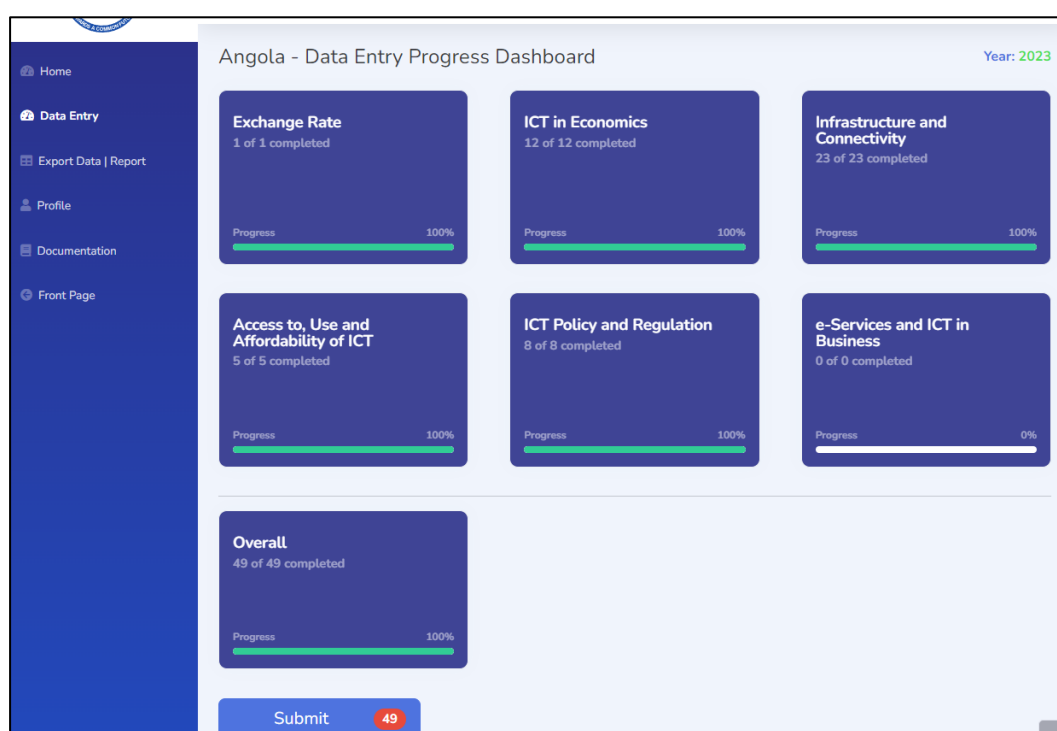 Home
Data Entry
Export Data | Report
Profile
Documentation
Front Page
Angola - Data Entry Progress Dashboard
Year: 2023
Exchange Rate
1 of 1 completed
Progress 100%
ICT in Economics
12 of 12 completed
Progress 100%
Infrastructure and
Connectivity
23 of 23 completed
Progress 100%
Access to, Use and
Affordability of ICT
5 of 5 completed
Progress 100%
ICT Policy and Regulation
8 of 8 completed
Progress 100%
e-Services and ICT in
Business
0 of 0 completed
Progress 0%
Overall
49 of 49 completed
Progress 100%
Submit 49